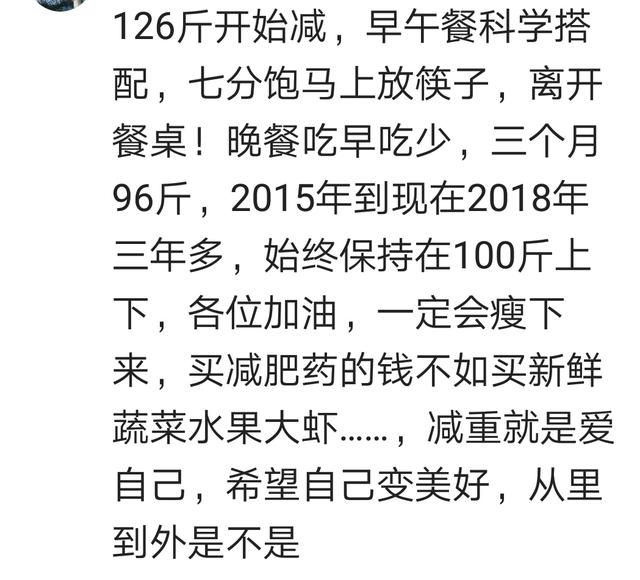 126斤开始减，早午餐科学搭
配，七分饱马上放筷子，离开
餐桌！晚餐吃早吃少，三个月
96斤，2015年到现在2018年
三年多，始终保持在100斤上
下，各位加油，一定会瘦下
来，买减肥药的钱不如买新鲜
蔬菜水果大虾……，减重就是爱
自己，希望自己变美好，从里
到外是不是